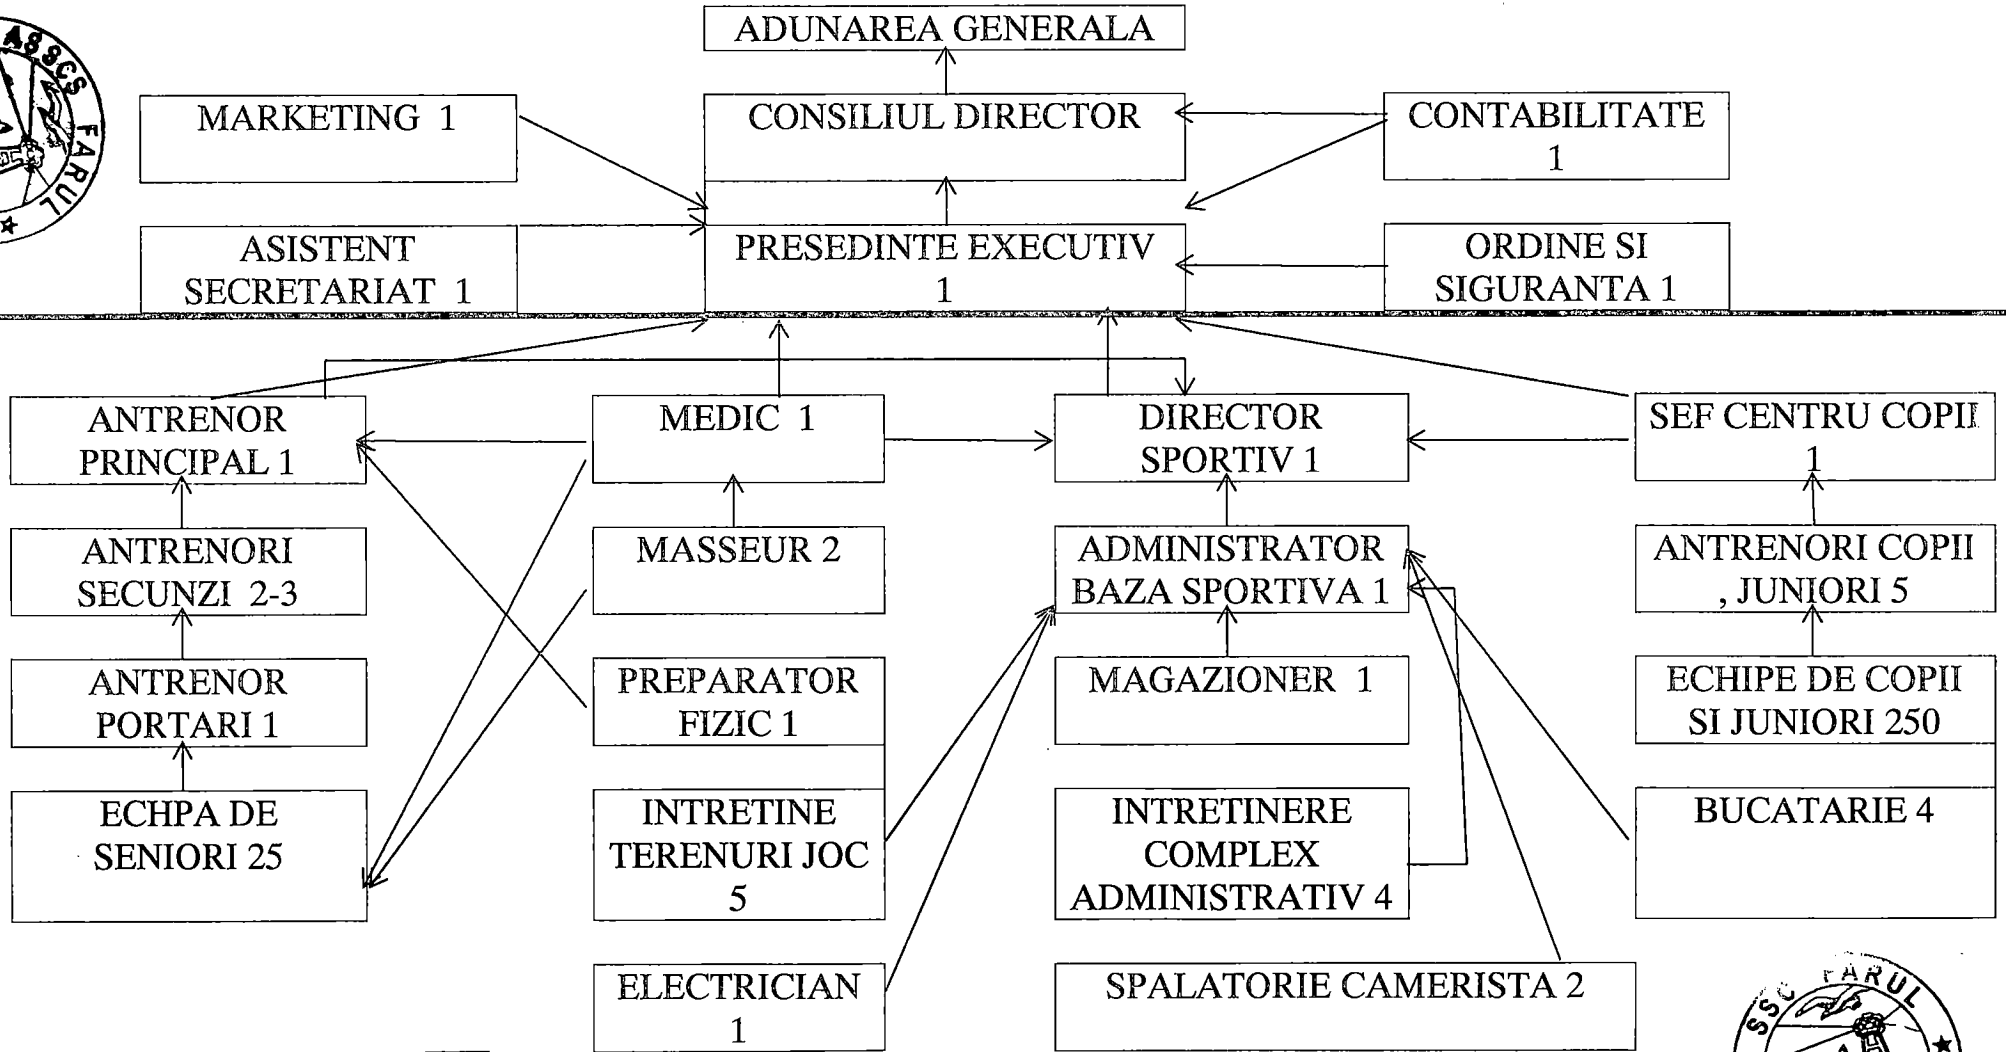 ADUNAREA GENERALA
ASSCS FARUL
MARKETING 1
CONSILIUL DIRECTOR
CONTABILITATE
1
ASISTENT
SECRETARIAT 1
PRESEDINTE EXECUTIV
1
ORDINE SI
SIGURANTA 1
ANTRENOR
PRINCIPAL 1
MEDIC 1
DIRECTOR
SPORTIV 1
SEF CENTRU COPII
1
ANTRENORI
SECUNZI 2-3
MASSEUR 2
ADMINISTRATOR
BAZA SPORTIVA 1
ANTRENORI COPII
, JUNIORI 5
ANTRENOR
PORTARI 1
PREPARATOR
FIZIC 1
MAGAZIONER 1
ECHIPE DE COPII
SI JUNIORI 250
ECHPA DE
SENIORI 25
INTRETINE
TERENURI JOC
5
INTRETINERE
COMPLEX
ADMINISTRATIV 4
BUCATARIE 4
ELECTRICIAN
1
SPALATORIE CAMERISTA 2
SSC FARUL